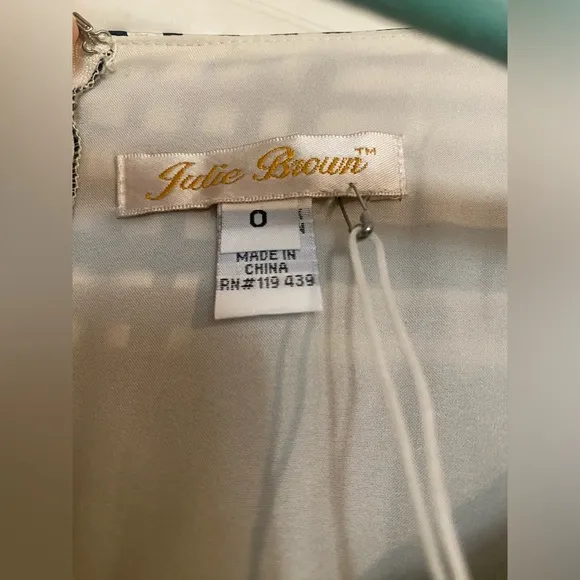 Julie Brown™
0
MADE IN
CHINA
RN#119 439